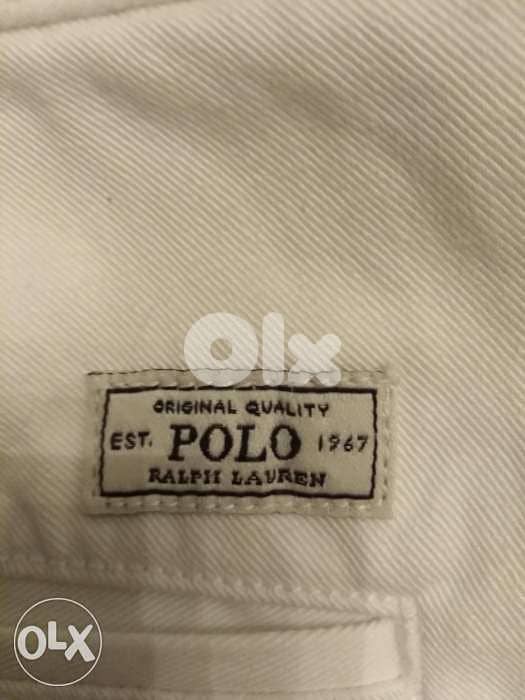 OLX
ORIGINAL QUALITY
EST. POLO 1967
RALPH LAUREN
OLX